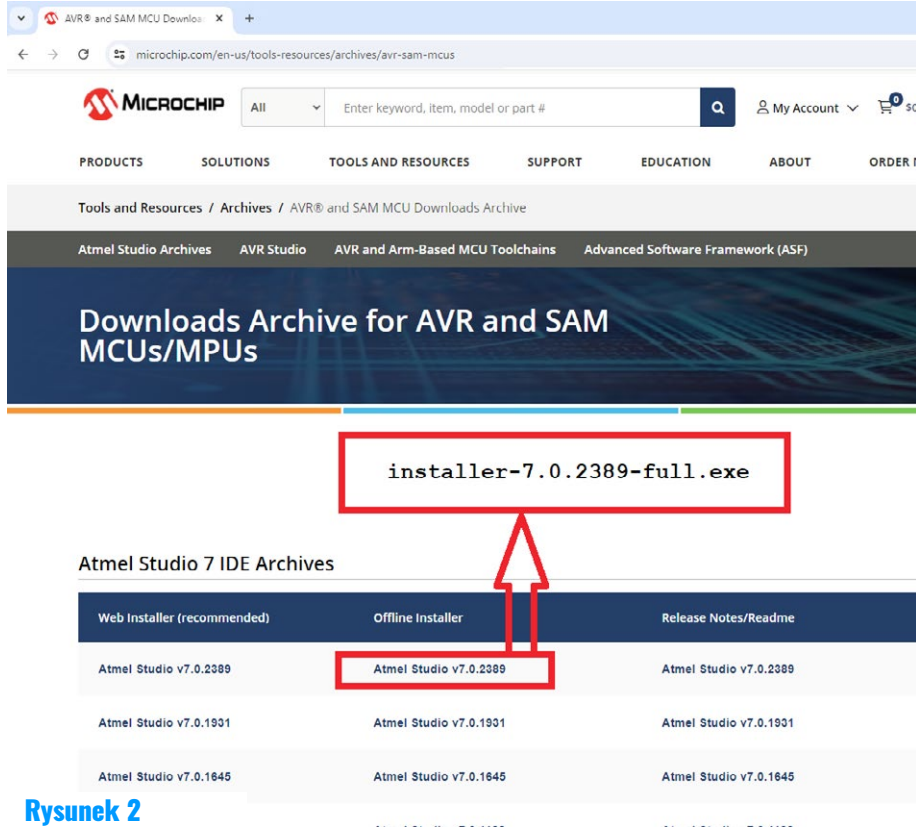 AVR® and SAM MCU Downloa
microchip.com/en-us/tools-resources/archives/avr-sam-mcus
MICROCHIP
All
Enter keyword, item, model or part #
My Account
0
PRODUCTS SOLUTIONS TOOLS AND RESOURCES SUPPORT EDUCATION ABOUT ORDER
Tools and Resources / Archives / AVR® and SAM MCU Downloads Archive
Atmel Studio Archives AVR Studio AVR and Arm-Based MCU Toolchains Advanced Software Framework (ASF)
Downloads Archive for AVR and SAM
MCUs/MPUs
installer-7.0.2389-full.exe
Atmel Studio 7 IDE Archives
Web Installer (recommended) Offline Installer Release Notes/Readme
Atmel Studio v7.0.2389 Atmel Studio v7.0.2389 Atmel Studio v7.0.2389
Atmel Studio v7.0.1931 Atmel Studio v7.0.1931 Atmel Studio v7.0.1931
Atmel Studio v7.0.1645 Atmel Studio v7.0.1645 Atmel Studio v7.0.1645
Rysunek 2